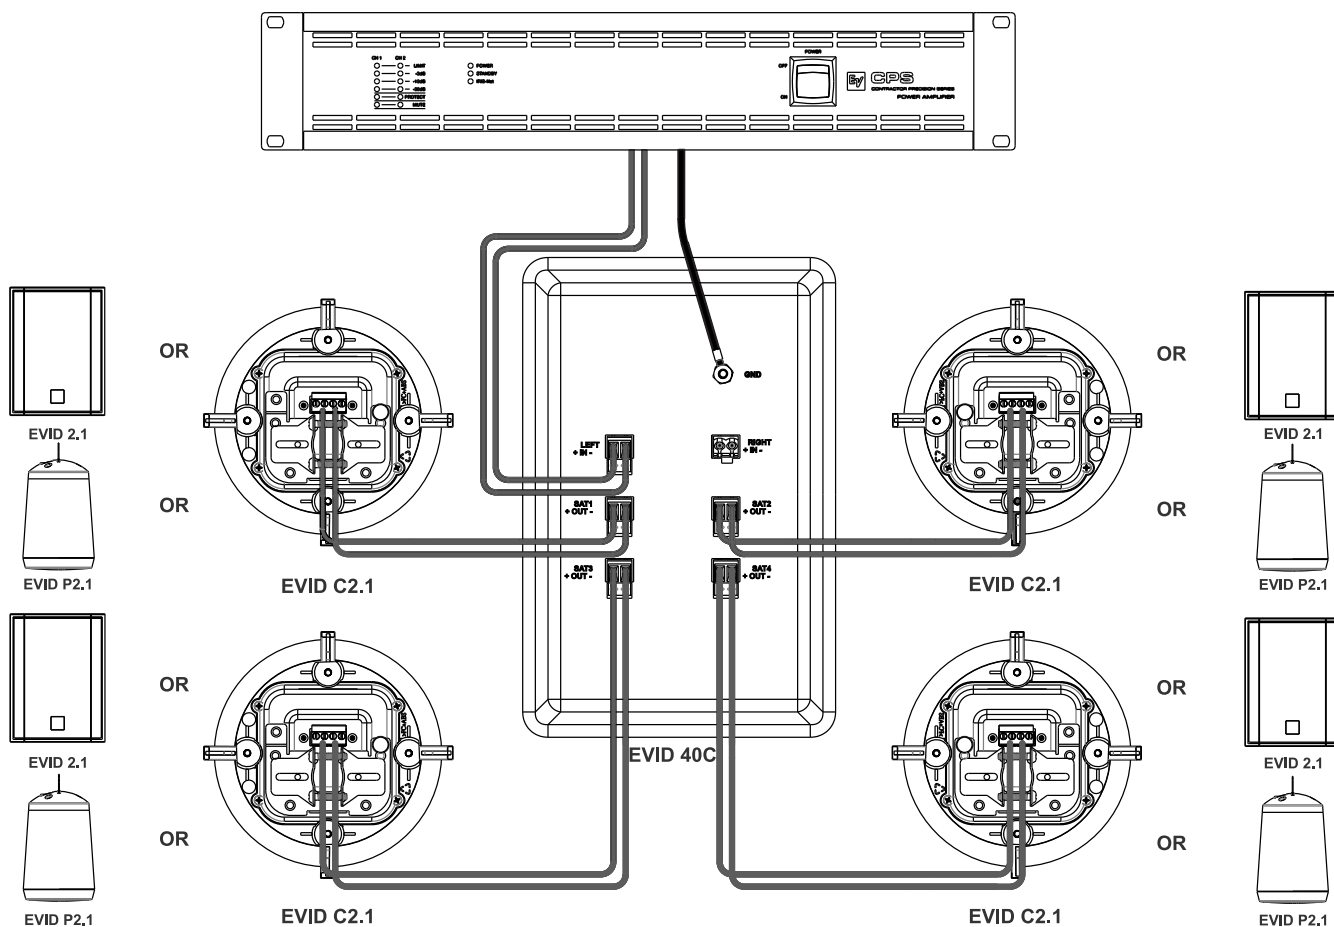 POWER
CH 1 CH 2
LIMIT
-0dB
-10dB
-20dB
PROTECT
MUTE
POWER
STANDBY
IRIS-Net
OFF
ON
EV CPS
CONTRACTOR PRECISION SERIES
POWER AMPLIFIER
GND
LEFT
+ IN -
RIGHT
+ IN -
SAT1
+ OUT -
SAT2
+ OUT -
SAT3
+ OUT -
SAT4
+ OUT -
EVID 40C
OR
EVID 2.1
OR
EVID P2.1
EVID C2.1
OR
EVID 2.1
OR
EVID P2.1
EVID C2.1
OR
EVID 2.1
OR
EVID P2.1
EVID C2.1
OR
EVID 2.1
OR
EVID P2.1
EVID C2.1